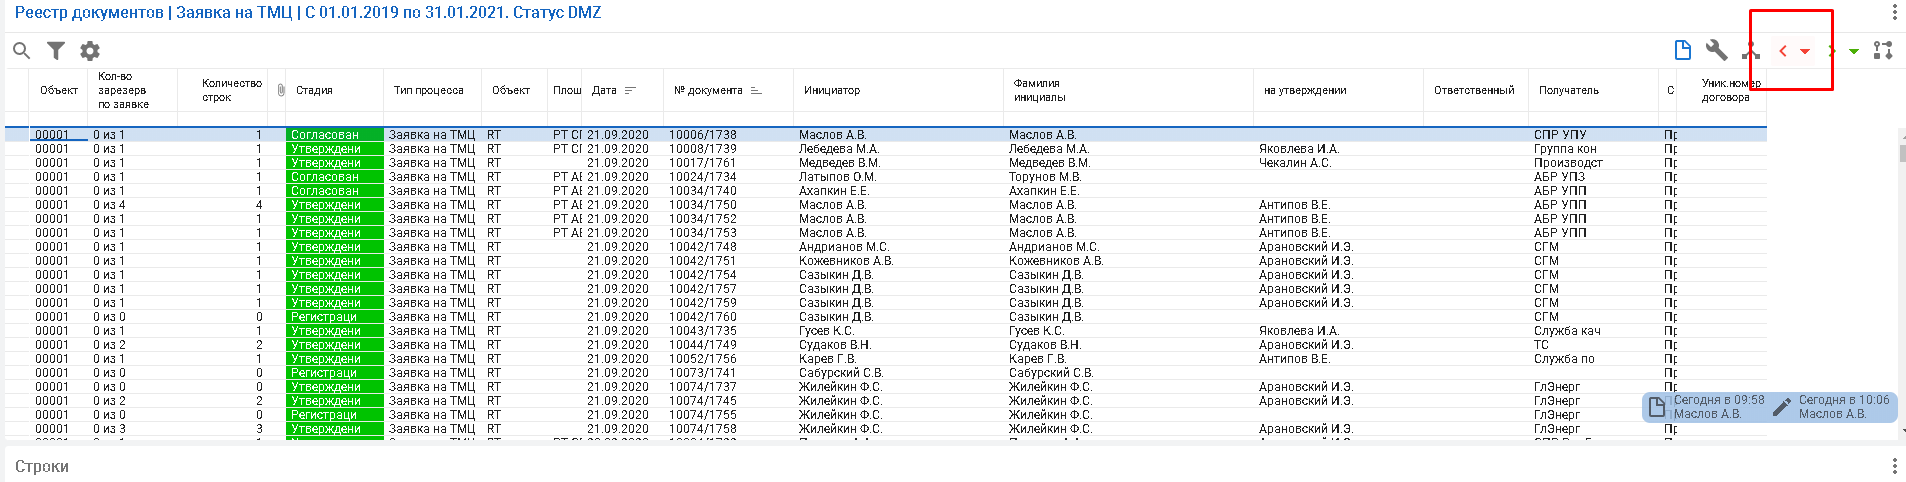 Реестр документов | Заявка на ТМЦ | С 01.01.2019 по 31.01.2021. Статус DMZ
Объект Кол-во зарезерв по заявке Количество строк Стадия Тип процесса Объект Площ Дата № документа Инициатор Фамилия инициалы на утверждении Ответственный Получатель С Уник.номер договора
00001 0 из 1 1 Согласован Заявка на ТМЦ RT РТ СГ 21.09.2020 10006/1738 Маслов А.В. Маслов А.В. СПР УПУ Пр
00001 0 из 1 1 Утверждени Заявка на ТМЦ RT РТ СГ 21.09.2020 10008/1739 Лебедева М.А. Лебедева М.А. Яковлева И.А. Группа кон Пр
00001 0 из 1 1 Утверждени Заявка на ТМЦ RT 21.09.2020 10017/1761 Медведев В.М. Медведев В.М. Чекалин А.С. Производст Пр
00001 0 из 1 1 Согласован Заявка на ТМЦ RT РТ АБ 21.09.2020 10024/1734 Латыпов О.М. Торунов М.В. АБР УПЗ Пр
00001 0 из 1 1 Согласован Заявка на ТМЦ RT РТ АБ 21.09.2020 10034/1740 Ахапкин Е.Е. Ахапкин Е.Е. АБР УПП Пр
00001 0 из 4 4 Утверждени Заявка на ТМЦ RT РТ АБ 21.09.2020 10034/1750 Маслов А.В. Маслов А.В. Антипов В.Е. АБР УПП Пр
00001 0 из 1 1 Утверждени Заявка на ТМЦ RT РТ АБ 21.09.2020 10034/1752 Маслов А.В. Маслов А.В. Антипов В.Е. АБР УПП Пр
00001 0 из 1 1 Утверждени Заявка на ТМЦ RT РТ АБ 21.09.2020 10034/1753 Маслов А.В. Маслов А.В. Антипов В.Е. АБР УПП Пр
00001 0 из 1 1 Утверждени Заявка на ТМЦ RT 21.09.2020 10042/1748 Андрианов М.С. Андрианов М.С. Арановский И.Э. СГМ Пр
00001 0 из 1 1 Утверждени Заявка на ТМЦ RT 21.09.2020 10042/1751 Кожевников А.В. Кожевников А.В. Арановский И.Э. СГМ Пр
00001 0 из 1 1 Утверждени Заявка на ТМЦ RT 21.09.2020 10042/1754 Сазыкин Д.В. Сазыкин Д.В. Арановский И.Э. СГМ Пр
00001 0 из 1 1 Утверждени Заявка на ТМЦ RT 21.09.2020 10042/1757 Сазыкин Д.В. Сазыкин Д.В. Арановский И.Э. СГМ Пр
00001 0 из 1 1 Утверждени Заявка на ТМЦ RT 21.09.2020 10042/1759 Сазыкин Д.В. Сазыкин Д.В. Арановский И.Э. СГМ Пр
00001 0 из 0 0 Регистраци Заявка на ТМЦ RT 21.09.2020 10042/1760 Сазыкин Д.В. Сазыкин Д.В. СГМ Пр
00001 0 из 1 1 Утверждени Заявка на ТМЦ RT 21.09.2020 10043/1735 Гусев К.С. Гусев К.С. Яковлева И.А. Служба кач Пр
00001 0 из 2 2 Утверждени Заявка на ТМЦ RT 21.09.2020 10044/1749 Судаков В.Н. Судаков В.Н. Арановский И.Э. ТС Пр
00001 0 из 1 1 Утверждени Заявка на ТМЦ RT 21.09.2020 10052/1756 Карев Г.В. Карев Г.В. Антипов В.Е. Служба по Пр
00001 0 из 0 0 Регистраци Заявка на ТМЦ RT 21.09.2020 10073/1741 Сабурский С.В. Сабурский С.В. Пр
00001 0 из 0 0 Утверждени Заявка на ТМЦ RT 21.09.2020 10074/1737 Жилейкин Ф.С. Жилейкин Ф.С. Арановский И.Э. ГлЭнерг Пр
00001 0 из 2 2 Утверждени Заявка на ТМЦ RT 21.09.2020 10074/1745 Жилейкин Ф.С. Жилейкин Ф.С. Арановский И.Э. ГлЭнерг
00001 0 из 0 0 Регистраци Заявка на ТМЦ RT 21.09.2020 10074/1755 Жилейкин Ф.С. Жилейкин Ф.С. ГлЭнерг
00001 0 из 3 3 Утверждени Заявка на ТМЦ RT 21.09.2020 10074/1758 Жилейкин Ф.С. Жилейкин Ф.С. Арановский И.Э. ГлЭнерг Пр
Сегодня в 09:58 Сегодня в 10:06
Маслов А.В. Маслов А.В.
Строки